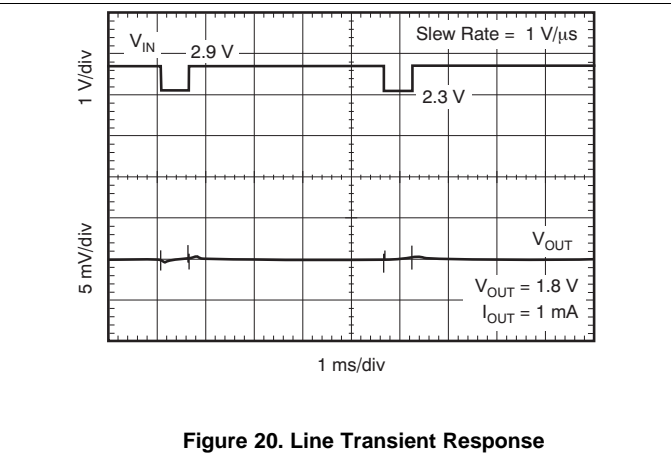 V_IN
2.9 V
Slew Rate = 1 V/μs
1 V/div
2.3 V
V_OUT
5 mV/div
V_OUT = 1.8 V
I_OUT = 1 mA
1 ms/div
Figure 20. Line Transient Response